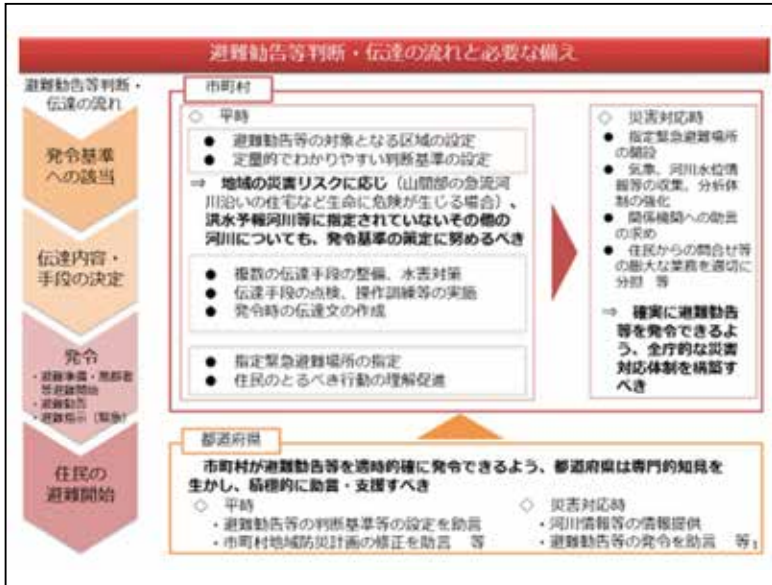 避難勧告等判断・伝達の流れと必要な備え
避難勧告等判断・
伝達の流れ
発令基準
への該当
伝達内容・
手段の決定
発令
・避難準備・高齢者
等避難開始
・避難勧告
・避難指示(緊急)
住民の
避難開始
市町村
◇ 平時
● 避難勧告等の対象となる区域の設定
● 定量的でわかりやすい判断基準の設定
⇒ 地域の災害リスクに応じ(山間部の急流河
川沿いの住宅など生命に危険が生じる場合)、
洪水予報河川等に指定されていないその他の
河川についても、発令基準の策定に努めるべき
● 複数の伝達手段の整備、水害対策
● 伝達手段の点検、操作訓練等の実施
● 発令時の伝達文の作成
● 指定緊急避難場所の指定
● 住民のとるべき行動の理解促進
◇ 災害対応時
● 指定緊急避難場所
の開設
● 気象、河川水位情
報等の収集、分析体
制の強化
● 関係機関への助言
の求め
● 住民からの問合せ等
の膨大な業務を適切に
分担 等
⇒ 確実に避難勧告
等を発令できるよ
う、全庁的な災害
対応体制を構築す
べき
都道府県
市町村が避難勧告等を適時的確に発令できるよう、都道府県は専門的知見を
生かし、積極的に助言・支援すべき
◇ 平時
・避難勧告等の判断基準等の設定を助言
・市町村地域防災計画の修正を助言 等
◇ 災害対応時
・河川情報等の情報提供
・避難勧告等の発令を助言 等
1